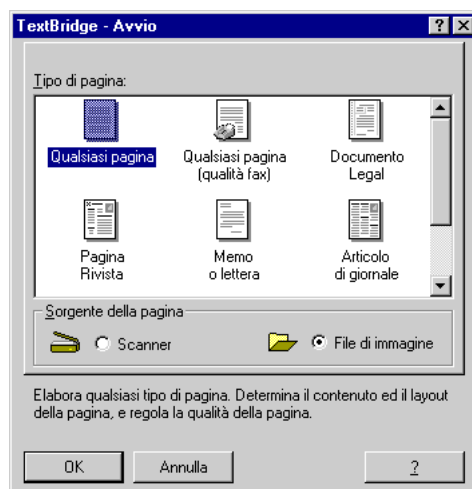 TextBridge - Avvio
Tipo di pagina:
Qualsiasi pagina
Qualsiasi pagina
(qualità fax)
Documento
Legal
Pagina
Rivista
Memo
o lettera
Articolo
di giornale
Sorgente della pagina
Scanner
File di immagine
Elabora qualsiasi tipo di pagina. Determina il contenuto ed il layout
della pagina, e regola la qualità della pagina.
OK
Annulla
?